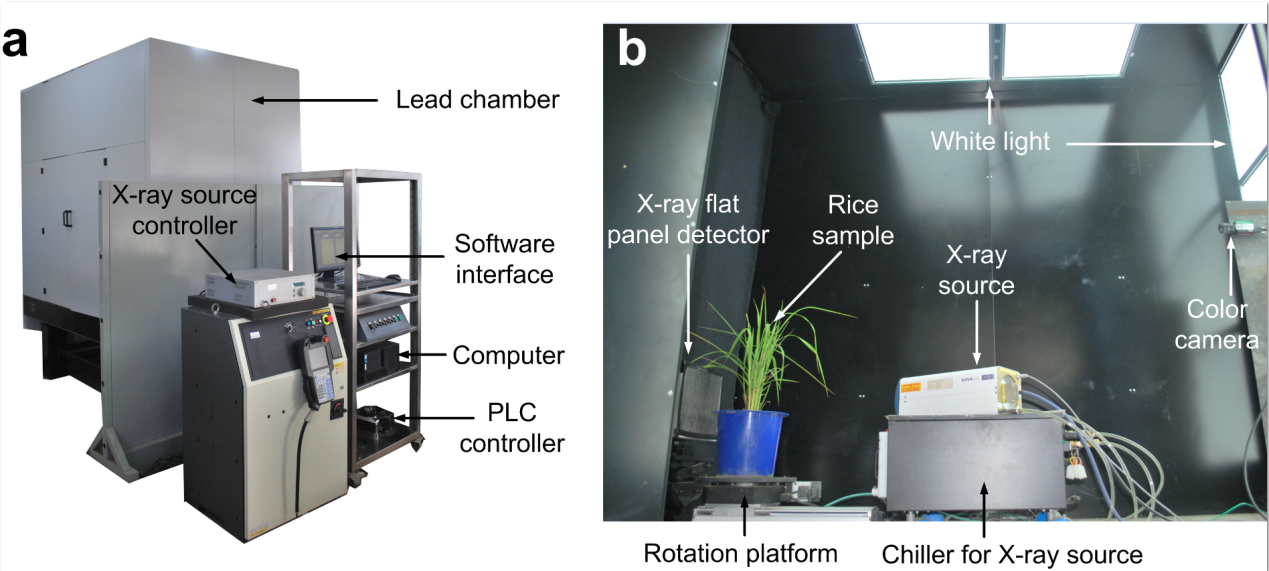 a
Lead chamber
X-ray source
controller
Software
interface
Computer
PLC
controller
b
White light
X-ray flat
panel detector
Rice
sample
X-ray
source
Color
camera
Rotation platform
Chiller for X-ray source